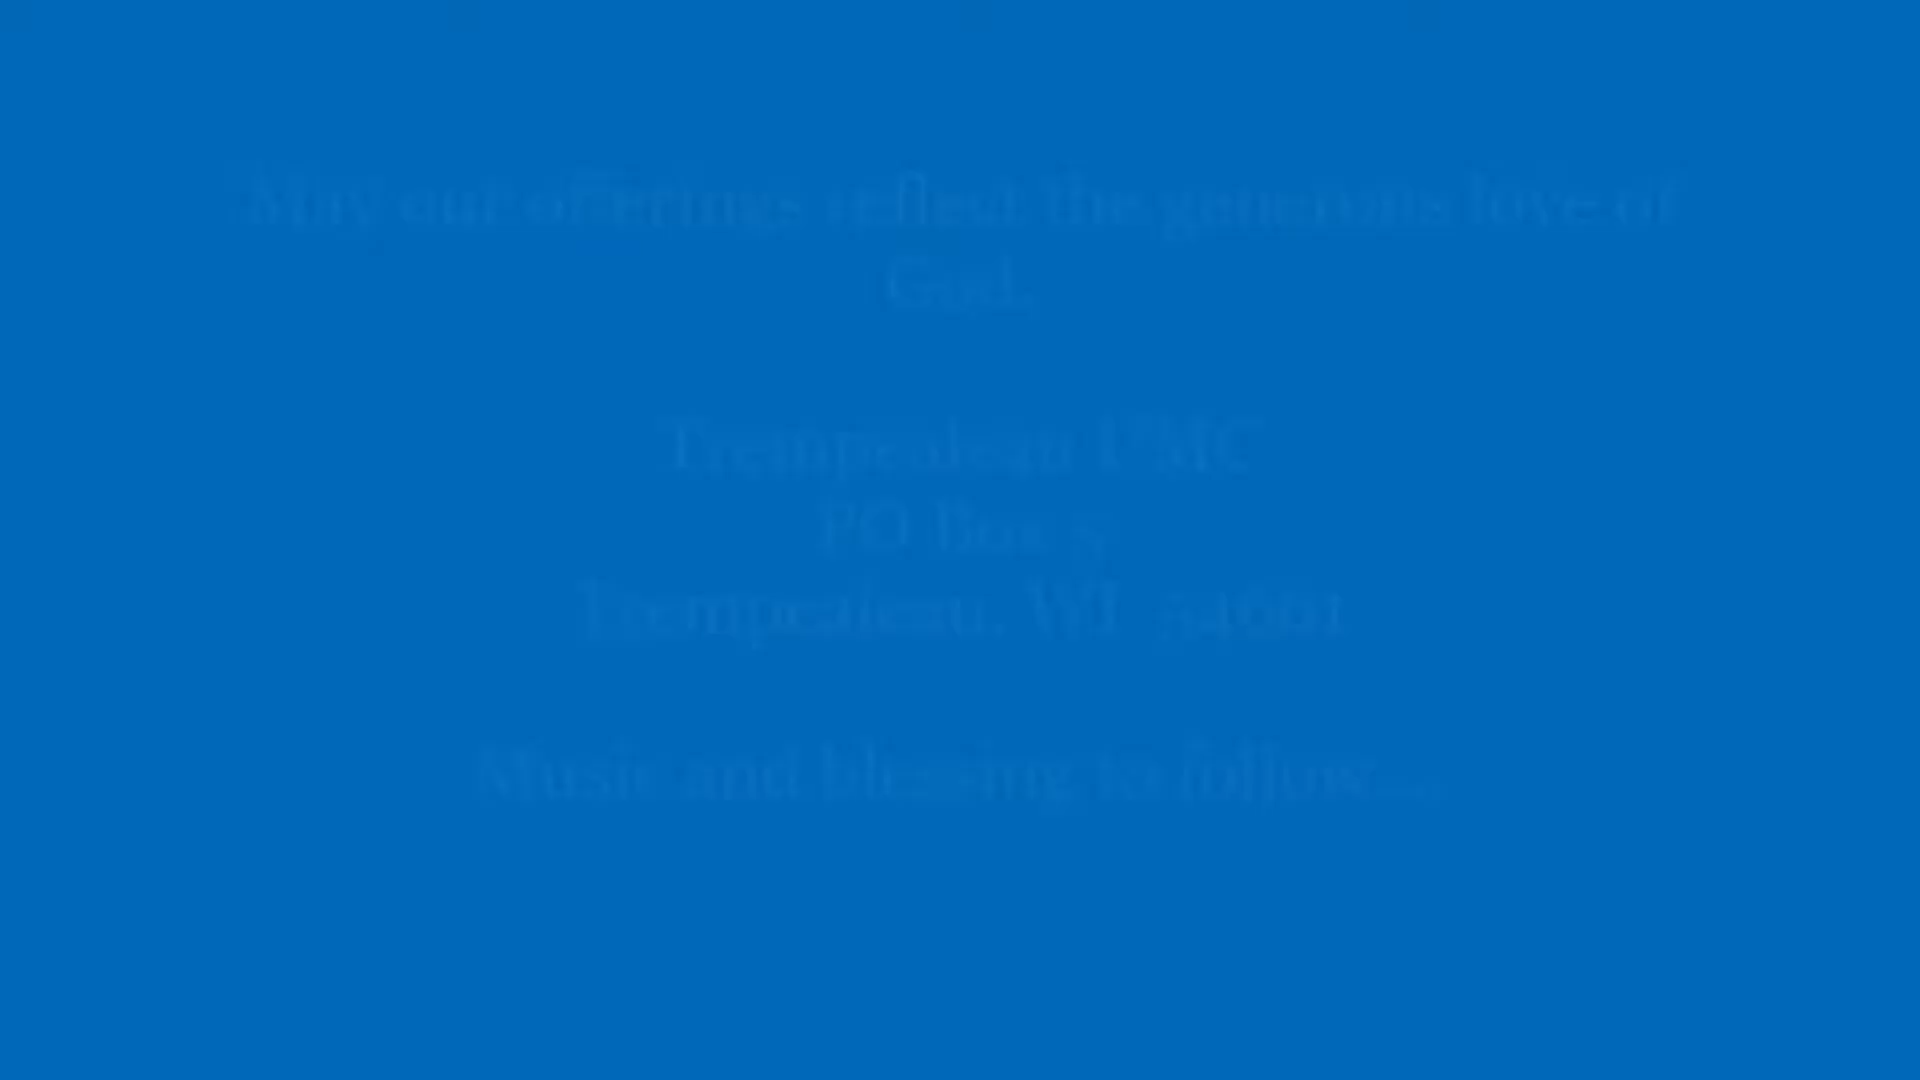 May our offerings reflect the generous love of
God.
Trempealeau UMC
PO Box 5
Trempealeau, WI 54661
Music and blessing to follow...